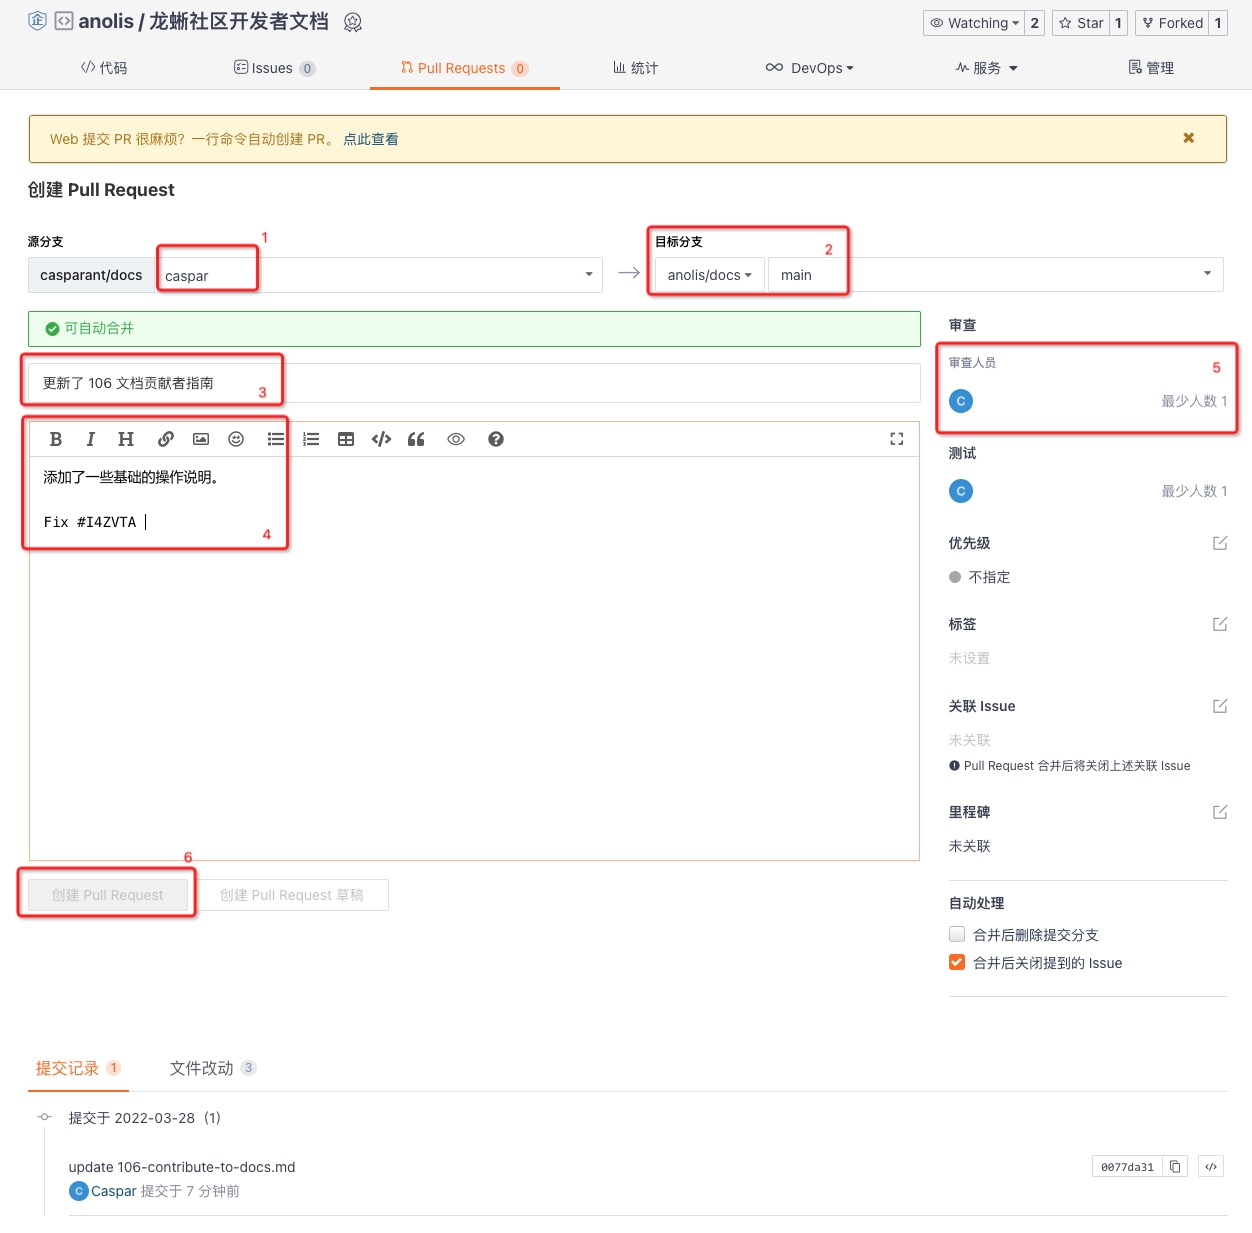 anolis / 龙蜥社区开发者文档
Watching 2 Star 1 Forked 1
代码 Issues 0 Pull Requests 0 统计 DevOps 服务 管理
Web 提交 PR 很麻烦？一行命令自动创建 PR。 点此查看
创建 Pull Request
1
源分支
casparant/docs caspar
目标分支 2
anolis/docs main
可自动合并
更新了 106 文档贡献者指南 3
B I H
添加了一些基础的操作说明。
Fix #I4ZVTA
4
6
创建 Pull Request 创建 Pull Request 草稿
审查
审查人员 5
C 最少人数 1
测试
C 最少人数 1
优先级
不指定
标签
未设置
关联 Issue
未关联
Pull Request 合并后将关闭上述关联 Issue
里程碑
未关联
自动处理
合并后删除提交分支
合并后关闭提到的 Issue
提交记录 1 文件改动 3
提交于 2022-03-28 (1)
update 106-contribute-to-docs.md 0077da31
C Caspar 提交于 7 分钟前